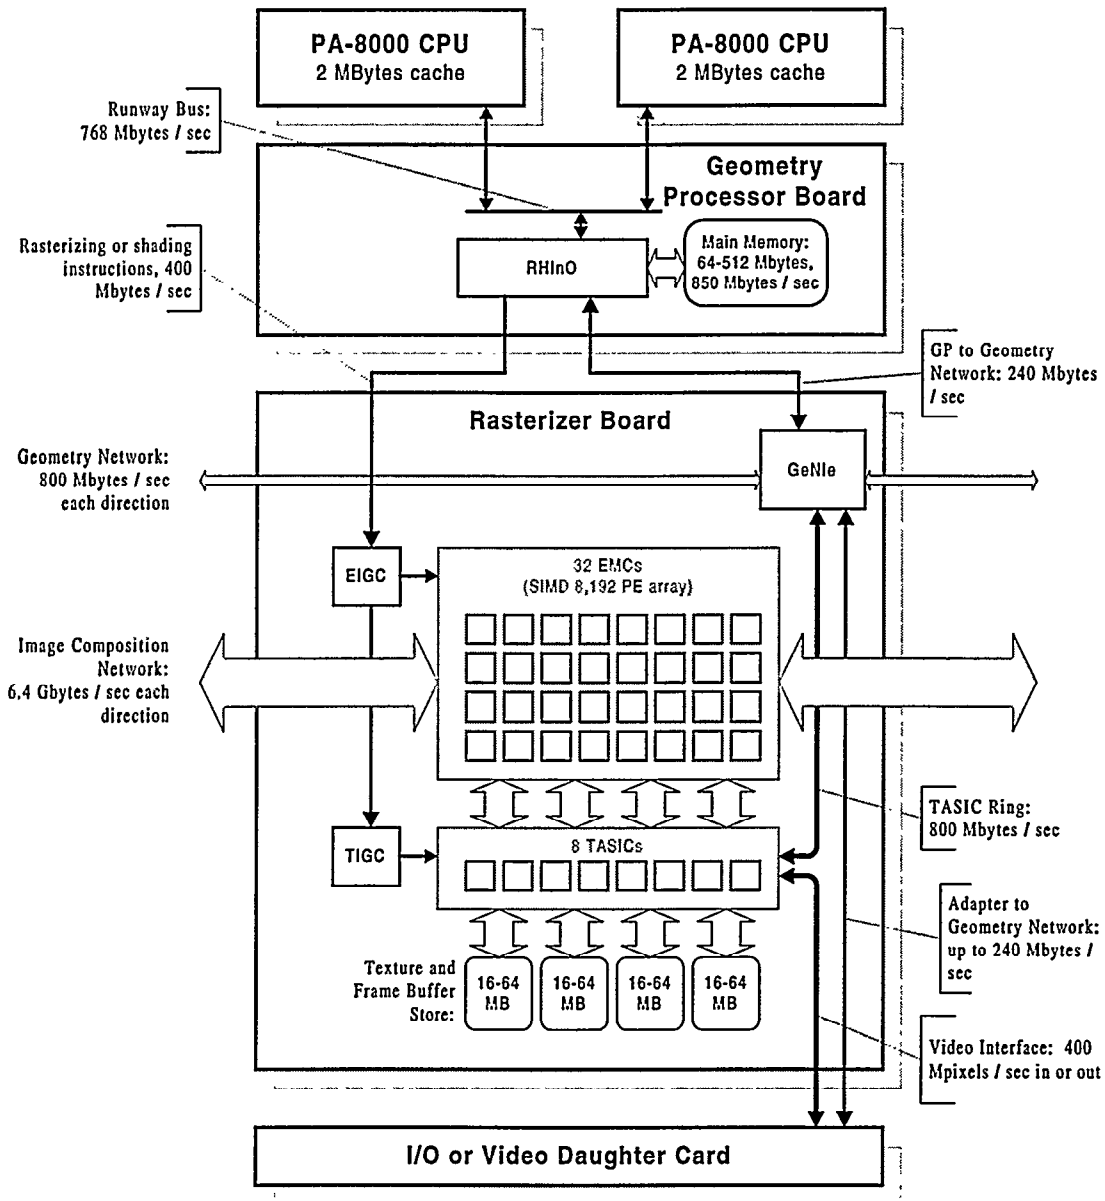 PA-8000 CPU
2 MBytes cache
PA-8000 CPU
2 MBytes cache
Runway Bus:
768 Mbytes / sec
Geometry
Processor Board
Rasterizing or shading
instructions, 400
Mbytes / sec
RHInO
Main Memory:
64-512 Mbytes,
850 Mbytes / sec
GP to Geometry
Network: 240 Mbytes
/ sec
Rasterizer Board
Geometry Network:
800 Mbytes / sec
each direction
GeNIe
EIGC
32 EMCs
(SIMD 8,192 PE array)
Image Composition
Network:
6.4 Gbytes / sec each
direction
TASIC Ring:
800 Mbytes / sec
TIGC
8 TASICs
Adapter to
Geometry Network:
up to 240 Mbytes /
sec
Texture and
Frame Buffer
Store:
16-64
MB
16-64
MB
16-64
MB
16-64
MB
Video Interface: 400
Mpixels / sec in or out
I/O or Video Daughter Card